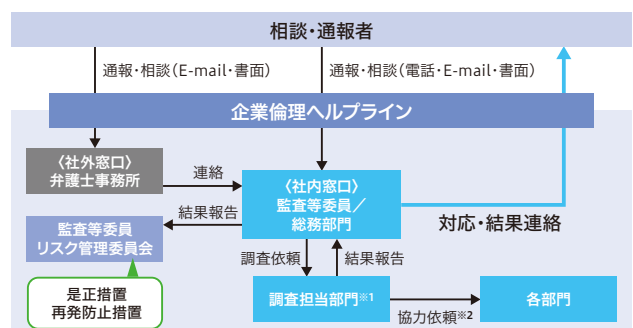 相談・通報者
通報・相談(E-mail・書面)
通報・相談(電話・E-mail・書面)
企業倫理ヘルプライン
〈社外窓口〉
弁護士事務所
連絡
〈社内窓口〉
監査等委員/
総務部門
結果報告
監査等委員
リスク管理委員会
対応・結果連絡
調査依頼
結果報告
是正措置
再発防止措置
調査担当部門※1
協力依頼※2
各部門